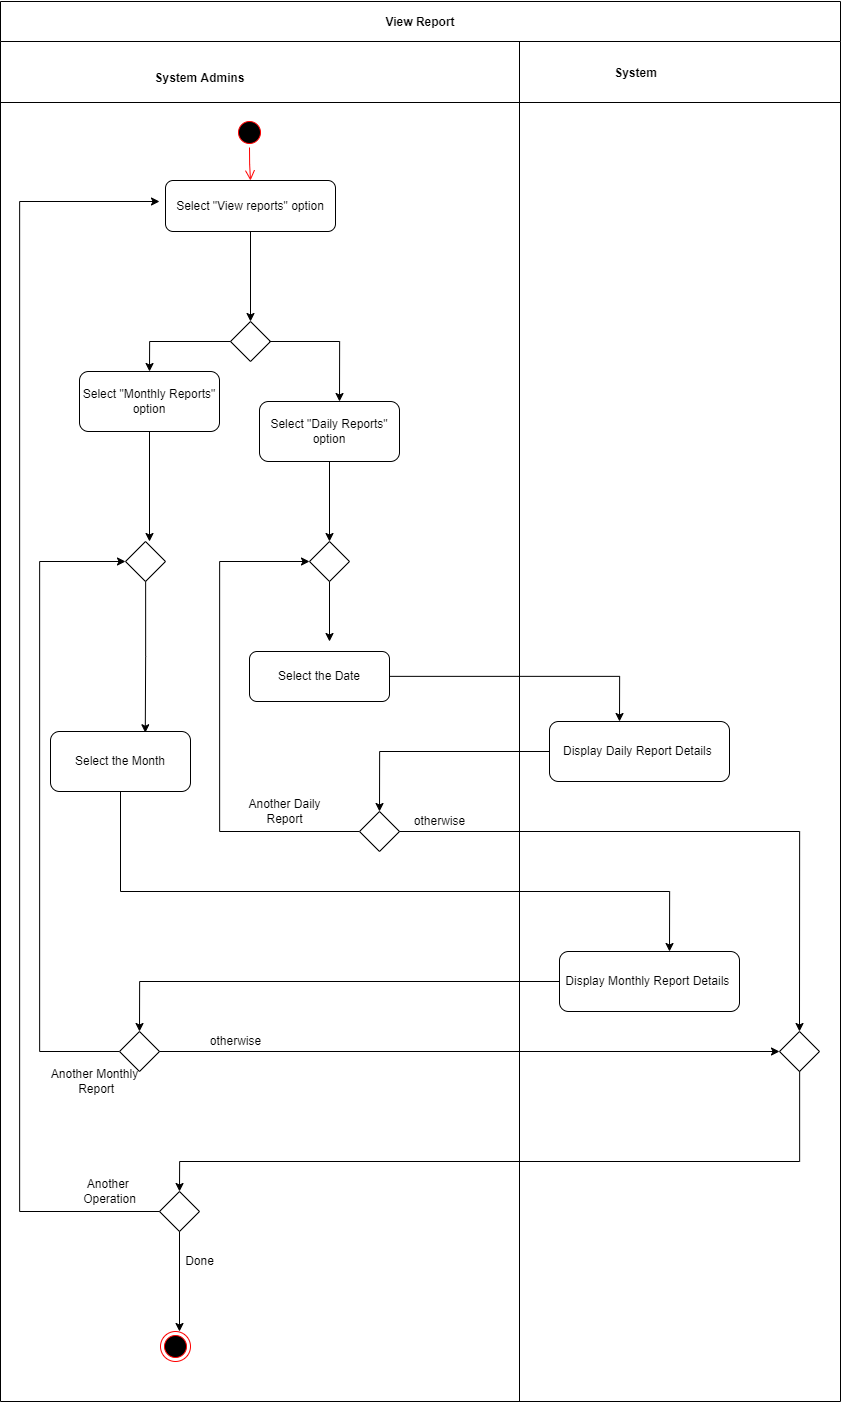 View Report
System Admins
System
Select "View reports" option
Select "Monthly Reports"
option
Select "Daily Reports"
option
Select the Date
Select the Month
Display Daily Report Details
Another Daily
Report
otherwise
Display Monthly Report Details
otherwise
Another Monthly
Report
Another
Operation
Done